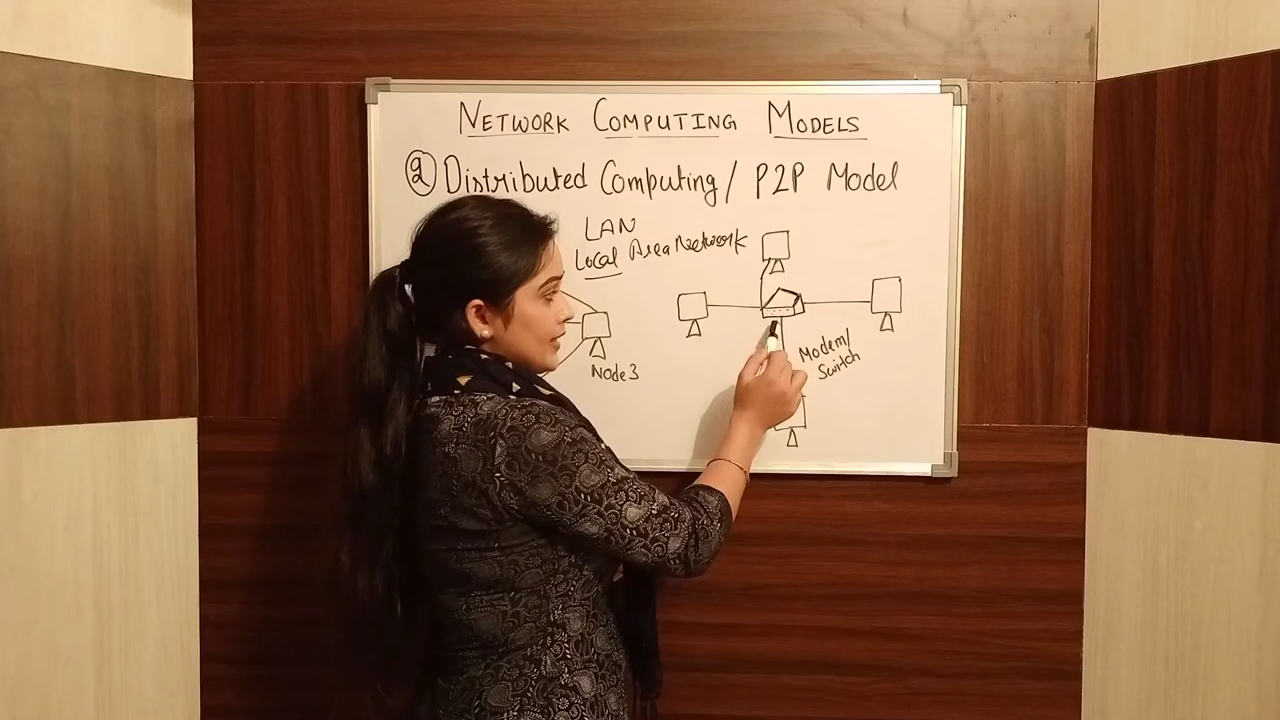 NETWORK COMPUTING MODELS
② Distributed Computing / P2P Model
LAN
Local Area Network
Node 3
Modem/
Switch